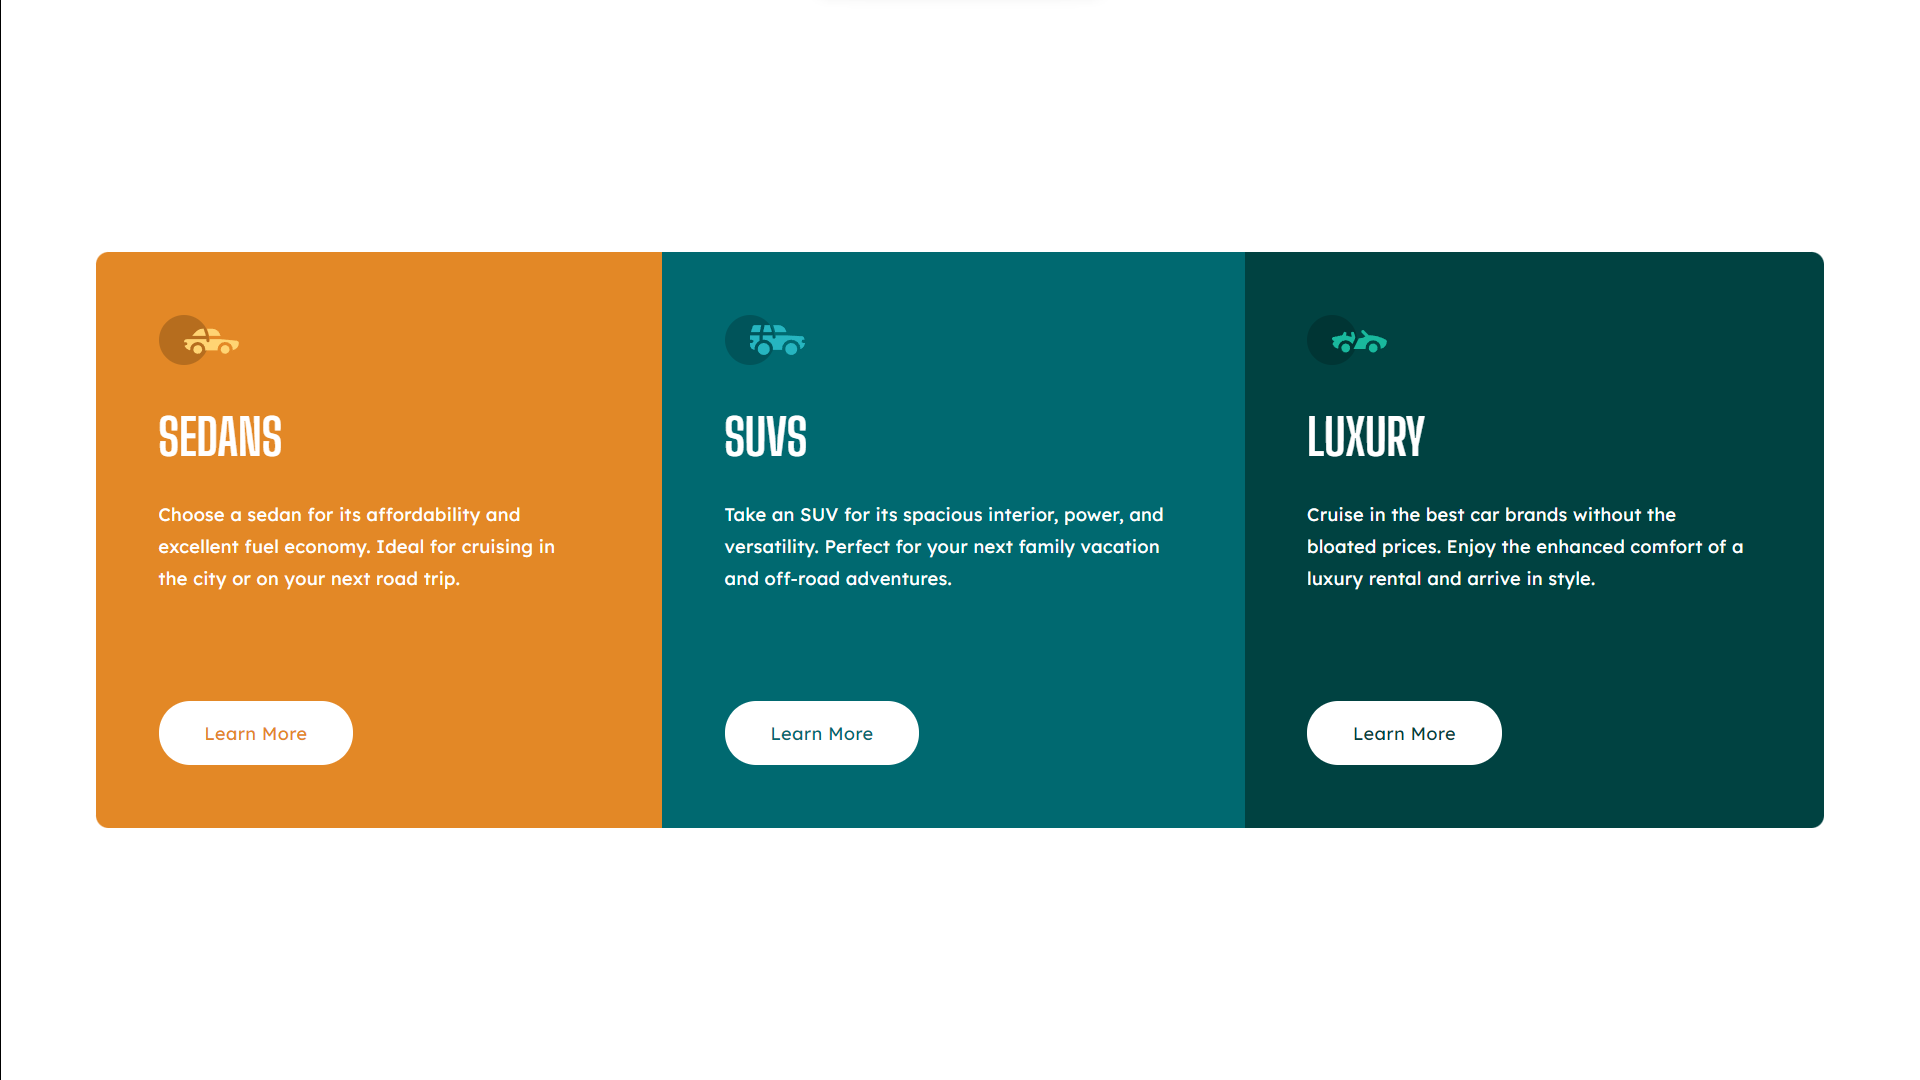 SEDANS
Choose a sedan for its affordability and
excellent fuel economy. Ideal for cruising in
the city or on your next road trip.
Learn More
SUVS
Take an SUV for its spacious interior, power, and
versatility. Perfect for your next family vacation
and off-road adventures.
Learn More
LUXURY
Cruise in the best car brands without the
bloated prices. Enjoy the enhanced comfort of a
luxury rental and arrive in style.
Learn More